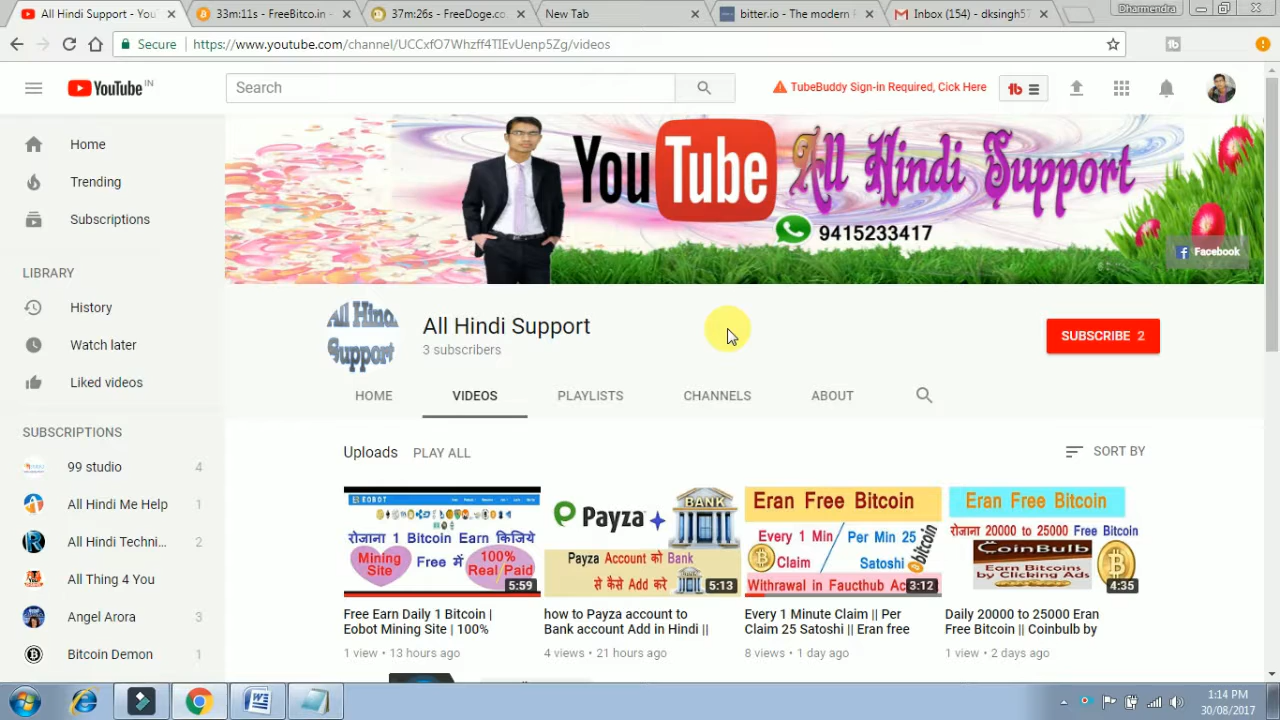 All Hindi Support - You
33m:11s - FreeBitco.in -
37m:26s - FreeDoge.co
New Tab
bitter.io - The modern
Inbox (154) - dksingh5
Dharmendra
Secure
https://www.youtube.com/channel/UCCxfO7Whzff4TIEvUenp5Zg/videos
YouTube IN
Search
TubeBuddy Sign-in Required, Cick Here
Home
Trending
Subscriptions
LIBRARY
History
Watch later
Liked videos
SUBSCRIPTIONS
99 studio 4
All Hindi Me Help 1
All Hindi Techni... 2
All Thing 4 You
Angel Arora 3
Bitcoin Demon 1
YouTube All Hindi Support
9415233417
Facebook
All Hind
Support
All Hindi Support
3 subscribers
SUBSCRIBE 2
HOME
VIDEOS
PLAYLISTS
CHANNELS
ABOUT
Uploads
PLAY ALL
SORT BY
EOBOT
रोजाना 1 Bitcoin Earn किजिये
Mining Site
Free में
100% Real Paid
5:59
Free Earn Daily 1 Bitcoin |
Eobot Mining Site | 100%
1 view • 13 hours ago
Payza
BANK
Payza Account को Bank
से कैसे Add करे
5:13
how to Payza account to
Bank account Add in Hindi ||
4 views • 21 hours ago
Eran Free Bitcoin
Every 1 Min
Claim
Per Min 25
Satoshi
bitcoin
Withrawal in Faucthub Ac
3:12
Every 1 Minute Claim || Per
Claim 25 Satoshi || Eran free
8 views • 1 day ago
Eran Free Bitcoin
रोजाना 20000 to 25000 Free Bitcoin
CoinBulb
Earn Bitcoins
by Clicking Ads
4:35
Daily 20000 to 25000 Eran
Free Bitcoin || Coinbulb by
1 view • 2 days ago
1:14 PM
30/08/2017